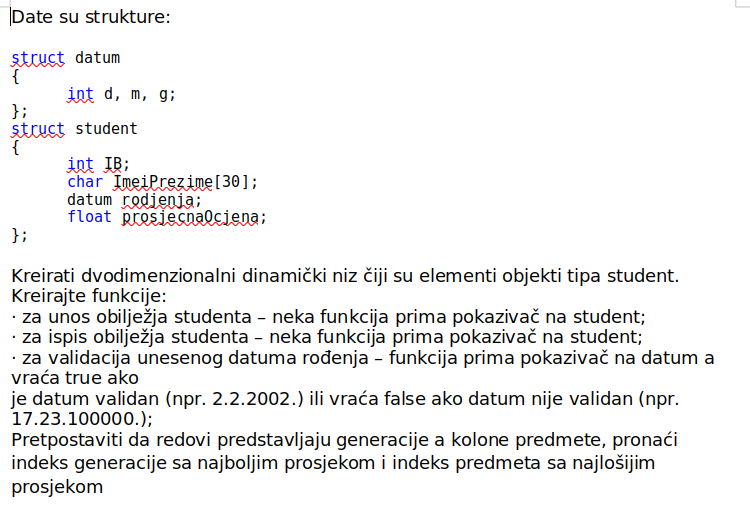 Date su strukture:
struct datum
{
int d, m, g;
};
struct student
{
int IB;
char ImeiPrezime[30];
datum rodjenja;
float prosjecnaOcjena;
};
Kreirati dvodimenzionalni dinamički niz čiji su elementi objekti tipa student.
Kreirajte funkcije:
· za unos obilježja studenta – neka funkcija prima pokazivač na student;
· za ispis obilježja studenta – neka funkcija prima pokazivač na student;
· za validacija unesenog datuma rođenja – funkcija prima pokazivač na datum a
vraća true ako
je datum validan (npr. 2.2.2002.) ili vraća false ako datum nije validan (npr.
17.23.100000.);
Pretpostaviti da redovi predstavljaju generacije a kolone predmete, pronaći
indeks generacije sa najboljim prosjekom i indeks predmeta sa najlošijim
prosjekom